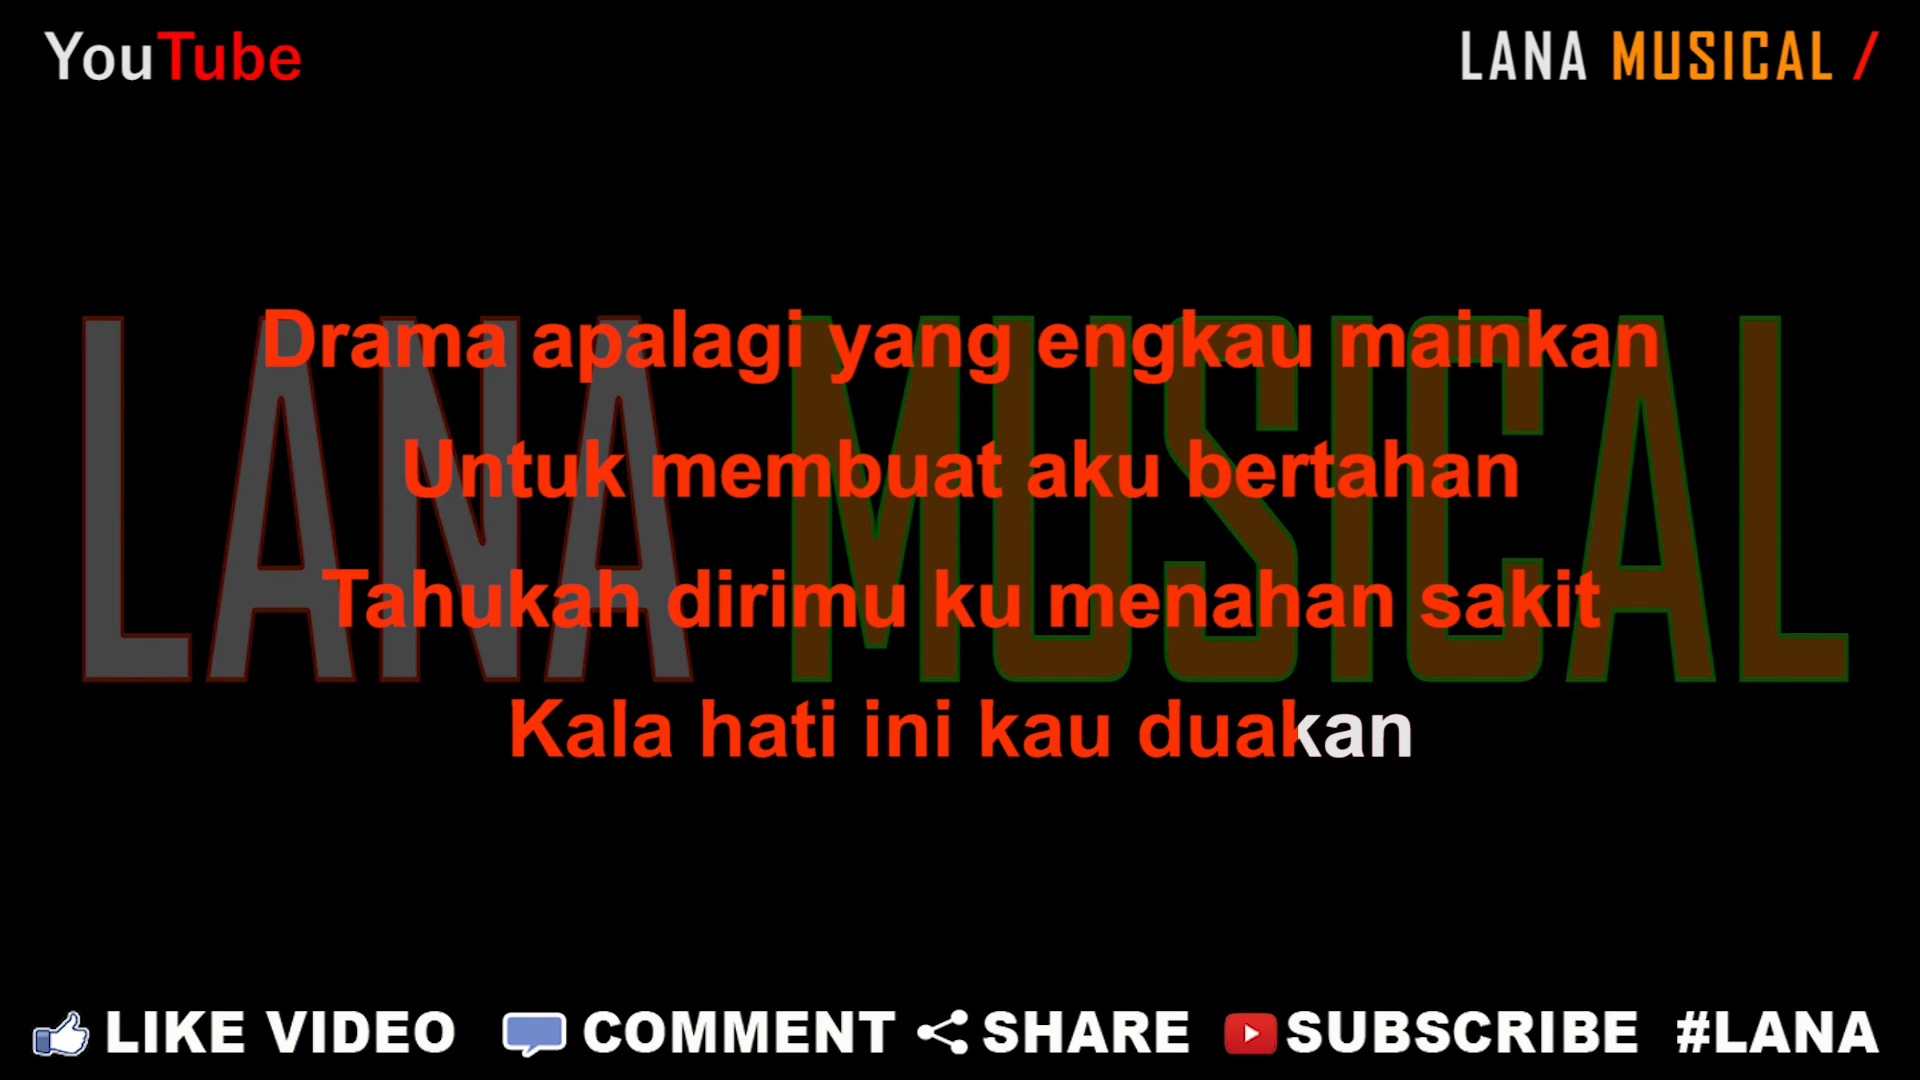 YouTube
LANA MUSICAL /
LANA MUSICAL
Drama apalagi yang engkau mainkan
Untuk membuat aku bertahan
Tahukah dirimu ku menahan sakit
Kala hati ini kau duakan
LIKE VIDEO COMMENT SHARE SUBSCRIBE #LANA